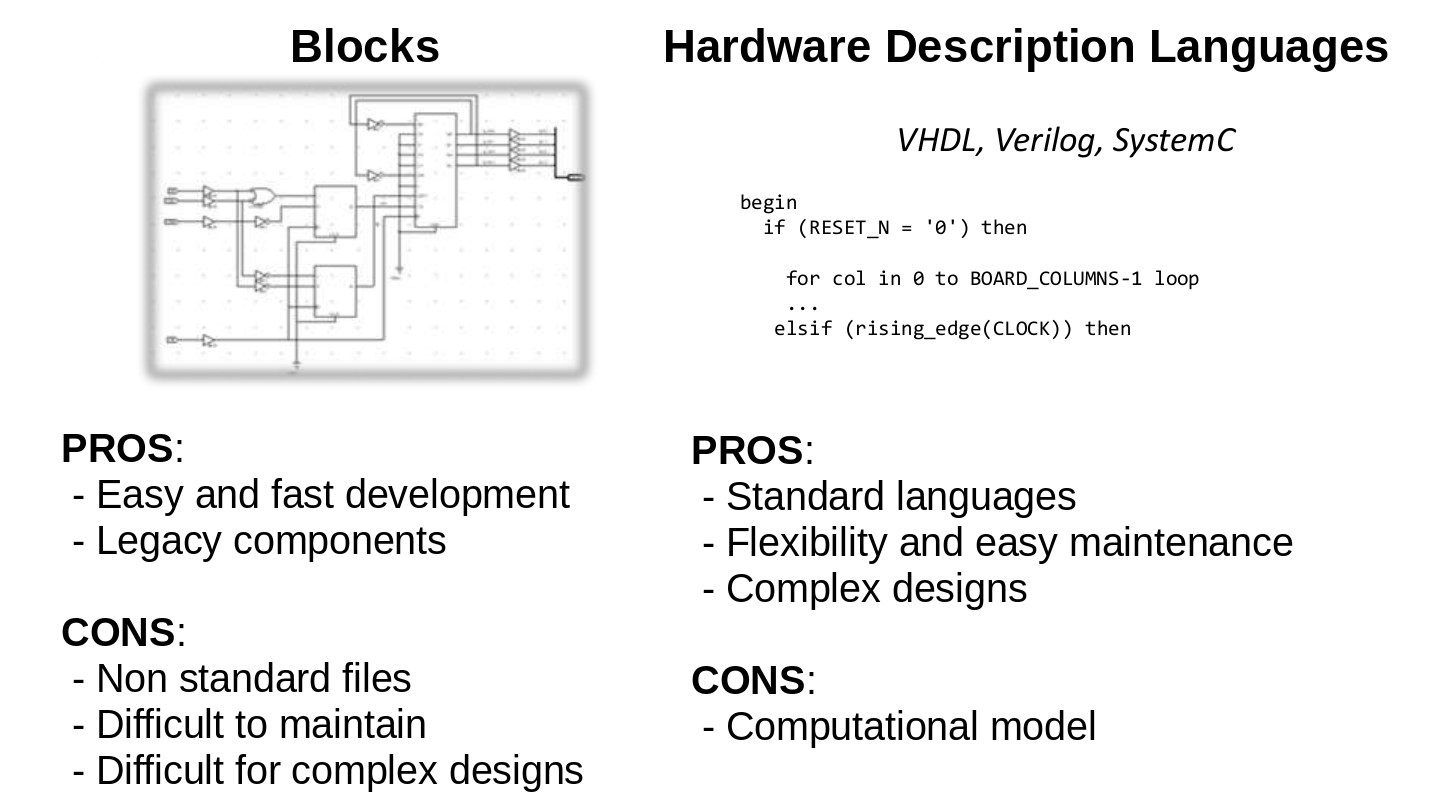 Blocks
PROS:
- Easy and fast development
- Legacy components
CONS:
- Non standard files
- Difficult to maintain
- Difficult for complex designs
Hardware Description Languages
VHDL, Verilog, SystemC
begin
if (RESET_N = '0') then
for col in 0 to BOARD_COLUMNS-1 loop
...
elsif (rising_edge(CLOCK)) then
PROS:
- Standard languages
- Flexibility and easy maintenance
- Complex designs
CONS:
- Computational model